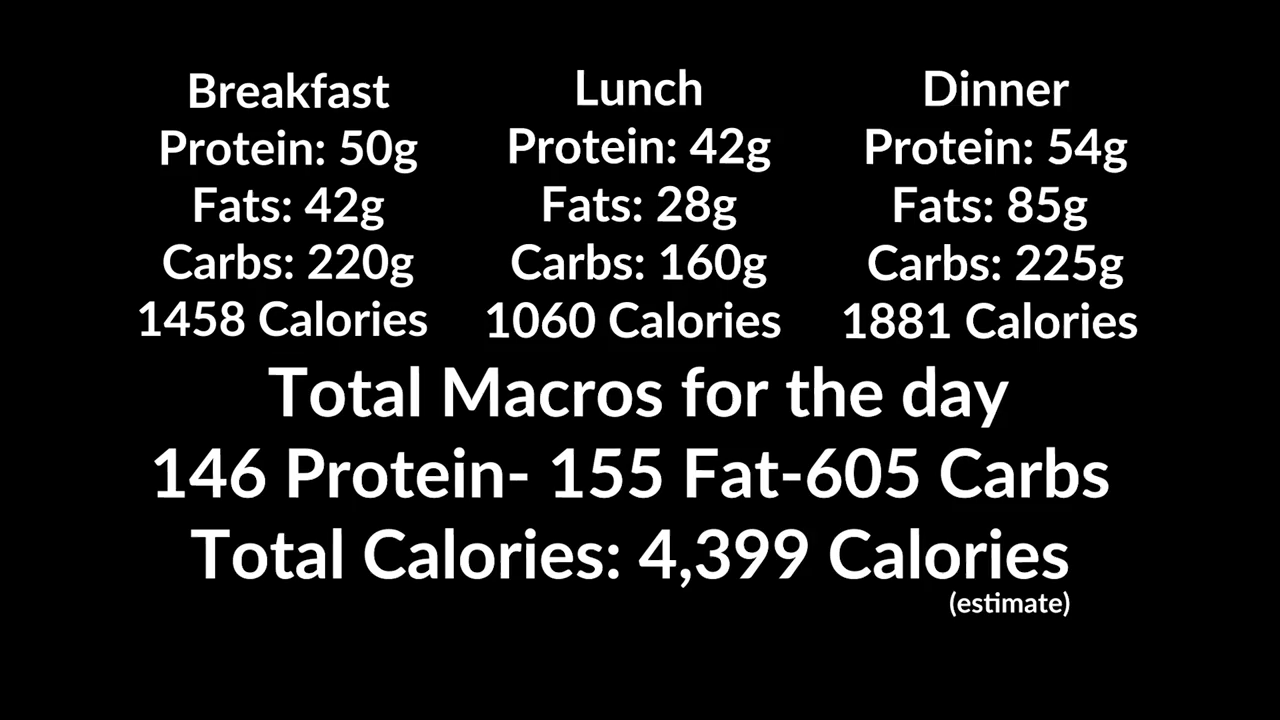 Breakfast
Protein: 50g
Fats: 42g
Carbs: 220g
1458 Calories
Lunch
Protein: 42g
Fats: 28g
Carbs: 160g
1060 Calories
Dinner
Protein: 54g
Fats: 85g
Carbs: 225g
1881 Calories
Total Macros for the day
146 Protein- 155 Fat-605 Carbs
Total Calories: 4,399 Calories
(estimate)